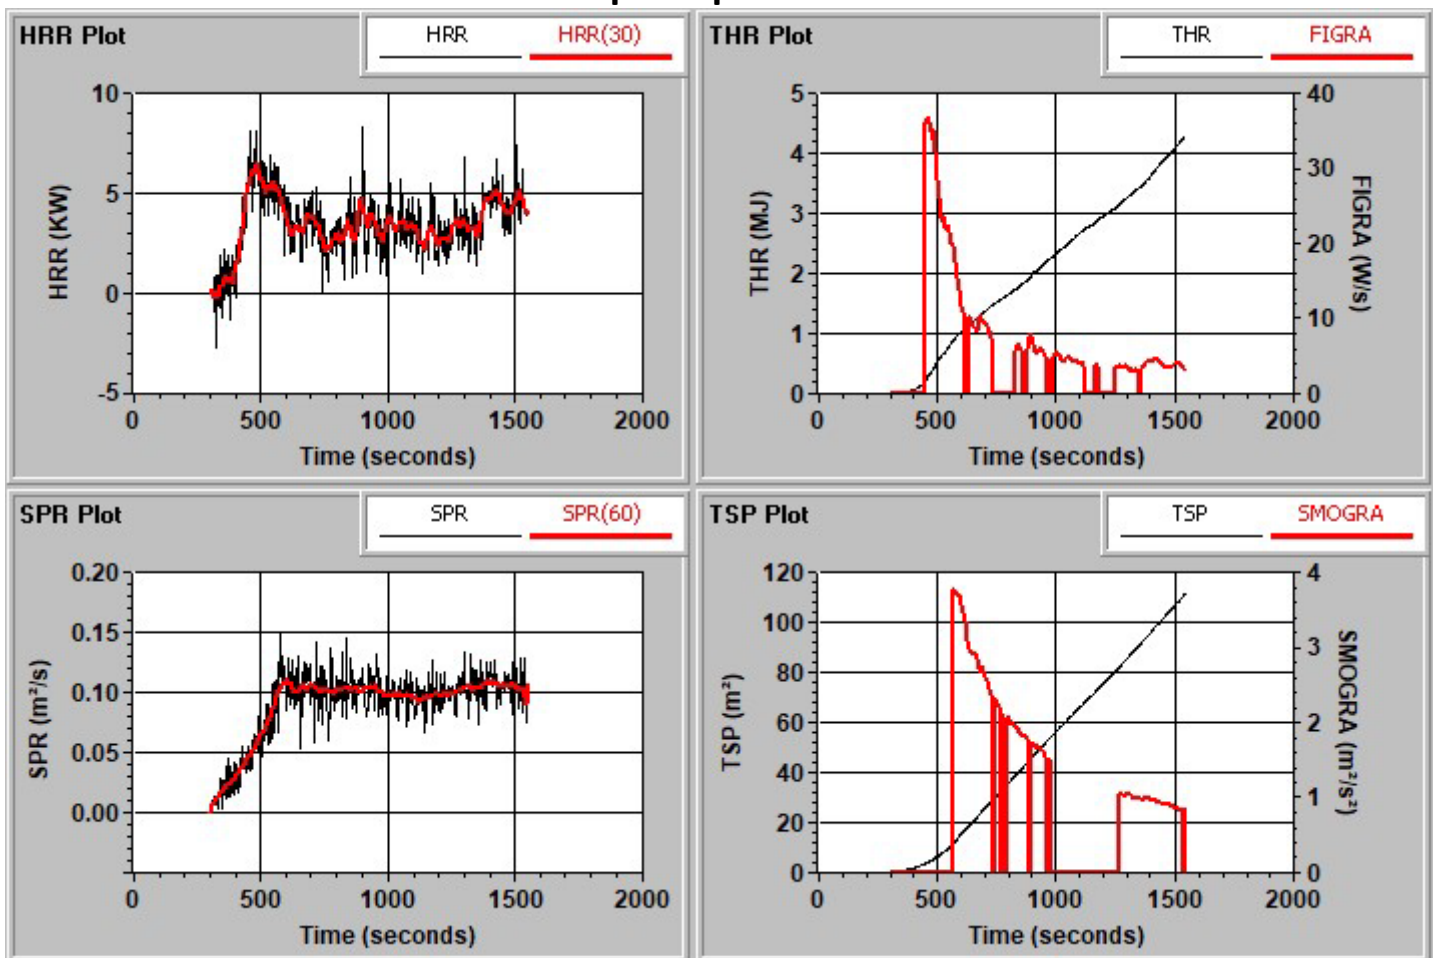 HRR Plot
HRR HRR(30)
10
5
0
-5
HRR (KW)
0 500 1000 1500 2000
Time (seconds)
THR Plot
THR FIGRA
5
4
3
2
1
0
THR (MJ)
40
30
20
10
0
FIGRA (W/s)
0 500 1000 1500 2000
Time (seconds)
SPR Plot
SPR SPR(60)
0.20
0.15
0.10
0.05
0.00
SPR (m²/s)
0 500 1000 1500 2000
Time (seconds)
TSP Plot
TSP SMOGRA
120
100
80
60
40
20
0
TSP (m²)
4
3
2
1
0
SMOGRA (m²/s²)
0 500 1000 1500 2000
Time (seconds)